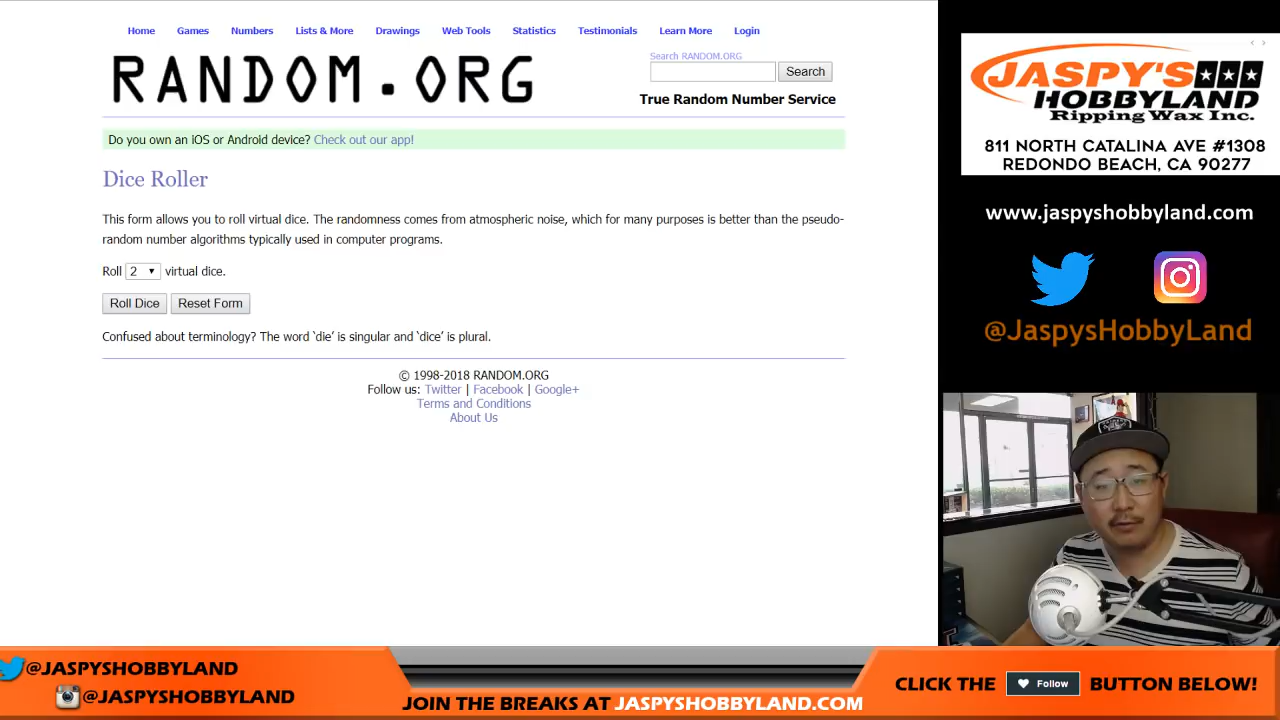 Home Games Numbers Lists & More Drawings Web Tools Statistics Testimonials Learn More Login
RANDOM.ORG
Search RANDOM.ORG
Search
True Random Number Service
Do you own an iOS or Android device? Check out our app!
Dice Roller
This form allows you to roll virtual dice. The randomness comes from atmospheric noise, which for many purposes is better than the pseudo-
random number algorithms typically used in computer programs.
Roll 2 virtual dice.
Roll Dice Reset Form
Confused about terminology? The word ‘die’ is singular and ‘dice’ is plural.
© 1998-2018 RANDOM.ORG
Follow us: Twitter | Facebook | Google+
Terms and Conditions
About Us
JASPY'S
HOBBYLAND
Ripping Wax Inc.
811 NORTH CATALINA AVE #1308
REDONDO BEACH, CA 90277
www.jaspyshobbyland.com
@JaspysHobbyLand
@JASPYSHOBBYLAND
@JASPYSHOBBYLAND
JOIN THE BREAKS AT JASPYSHOBBYLAND.COM
CLICK THE Follow BUTTON BELOW!